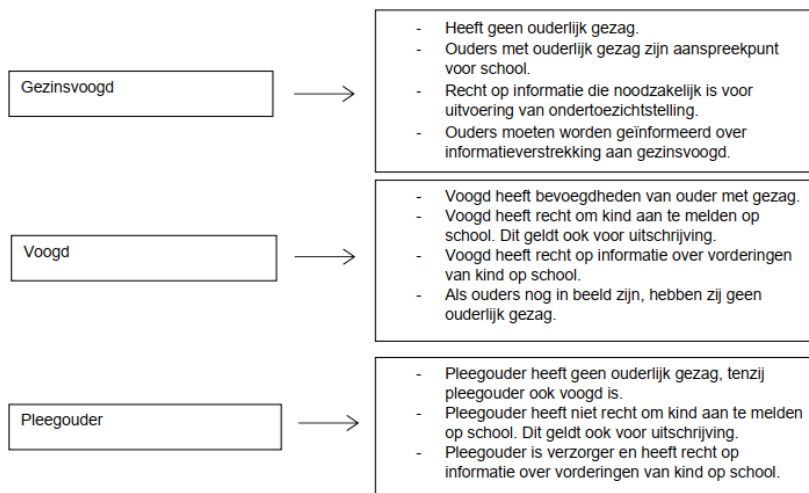 Gezinsvoogd
- Heeft geen ouderlijk gezag.
- Ouders met ouderlijk gezag zijn aanspreekpunt
voor school.
- Recht op informatie die noodzakelijk is voor
uitvoering van ondertoezichtstelling.
- Ouders moeten worden geïnformeerd over
informatieverstrekking aan gezinsvoogd.
Voogd
- Voogd heeft bevoegdheden van ouder met gezag.
- Voogd heeft recht om kind aan te melden op
school. Dit geldt ook voor uitschrijving.
- Voogd heeft recht op informatie over vorderingen
van kind op school.
- Als ouders nog in beeld zijn, hebben zij geen
ouderlijk gezag.
Pleegouder
- Pleegouder heeft geen ouderlijk gezag, tenzij
pleegouder ook voogd is.
- Pleegouder heeft niet recht om kind aan te melden
op school. Dit geldt ook voor uitschrijving.
- Pleegouder is verzorger en heeft recht op
informatie over vorderingen van kind op school.